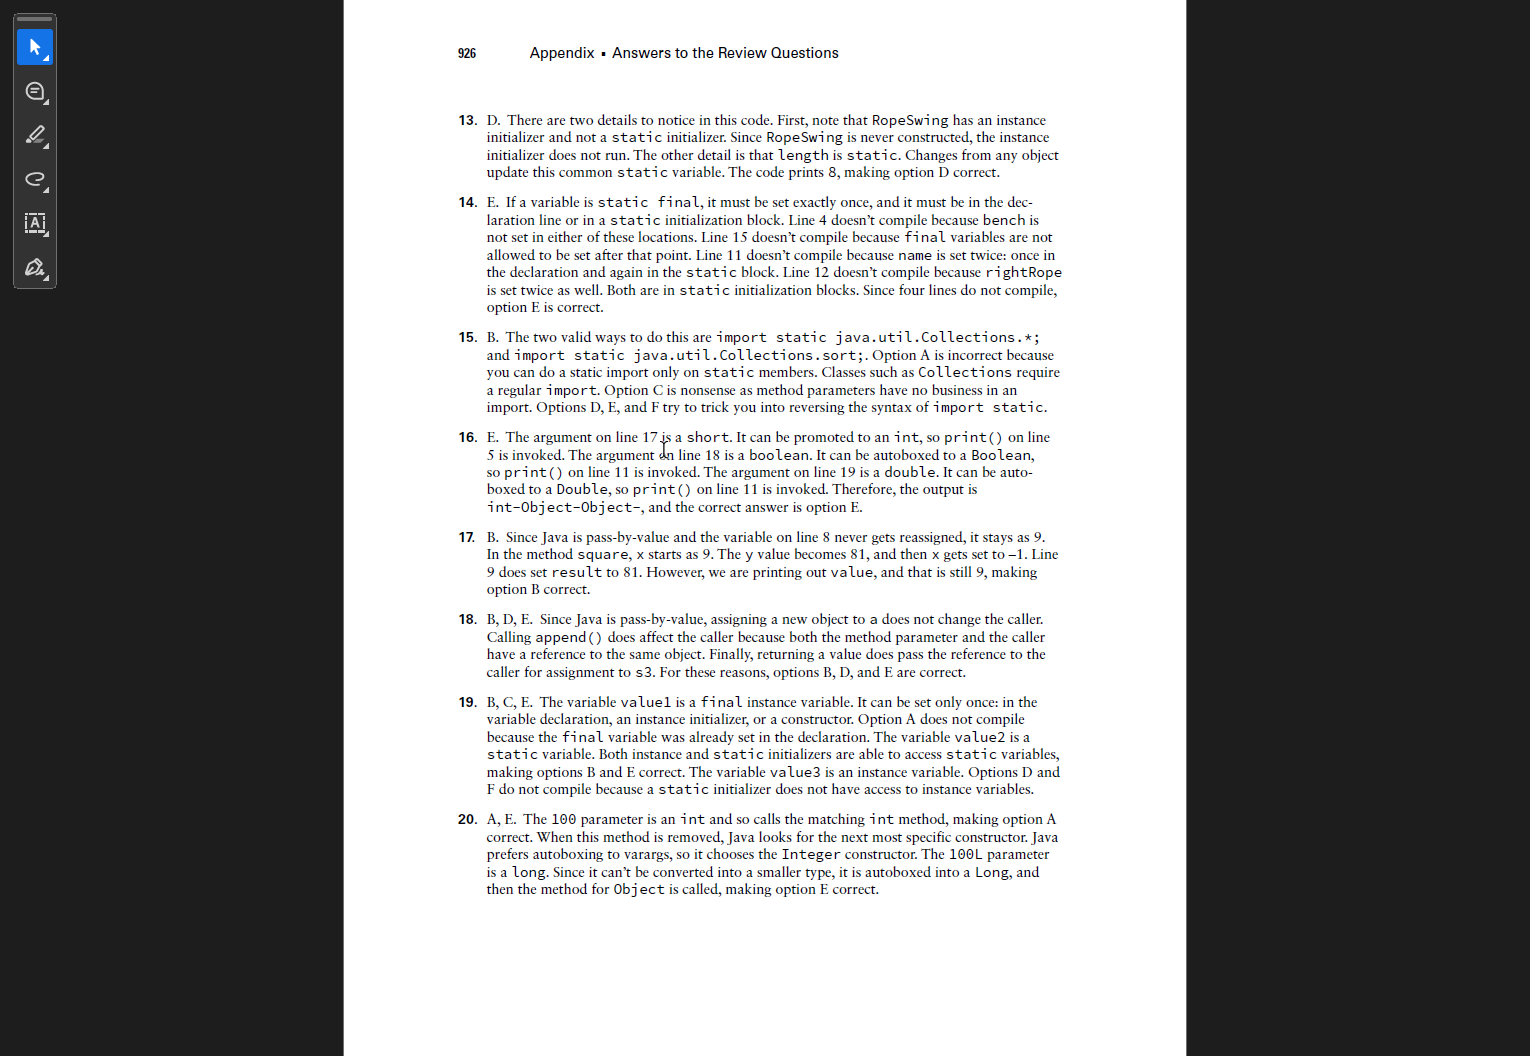 926 Appendix ▪ Answers to the Review Questions
13. D. There are two details to notice in this code. First, note that RopeSwing has an instance
initializer and not a static initializer. Since RopeSwing is never constructed, the instance
initializer does not run. The other detail is that length is static. Changes from any object
update this common static variable. The code prints 8, making option D correct.
14. E. If a variable is static final, it must be set exactly once, and it must be in the dec-
laration line or in a static initialization block. Line 4 doesn’t compile because bench is
not set in either of these locations. Line 15 doesn’t compile because final variables are not
allowed to be set after that point. Line 11 doesn’t compile because name is set twice: once in
the declaration and again in the static block. Line 12 doesn’t compile because rightRope
is set twice as well. Both are in static initialization blocks. Since four lines do not compile,
option E is correct.
15. B. The two valid ways to do this are import static java.util.Collections.*;
and import static java.util.Collections.sort;. Option A is incorrect because
you can do a static import only on static members. Classes such as Collections require
a regular import. Option C is nonsense as method parameters have no business in an
import. Options D, E, and F try to trick you into reversing the syntax of import static.
16. E. The argument on line 17 is a short. It can be promoted to an int, so print() on line
5 is invoked. The argument on line 18 is a boolean. It can be autoboxed to a Boolean,
so print() on line 11 is invoked. The argument on line 19 is a double. It can be auto-
boxed to a Double, so print() on line 11 is invoked. Therefore, the output is
int-Object-Object-, and the correct answer is option E.
17. B. Since Java is pass-by-value and the variable on line 8 never gets reassigned, it stays as 9.
In the method square, x starts as 9. The y value becomes 81, and then x gets set to –1. Line
9 does set result to 81. However, we are printing out value, and that is still 9, making
option B correct.
18. B, D, E. Since Java is pass-by-value, assigning a new object to a does not change the caller.
Calling append() does affect the caller because both the method parameter and the caller
have a reference to the same object. Finally, returning a value does pass the reference to the
caller for assignment to s3. For these reasons, options B, D, and E are correct.
19. B, C, E. The variable value1 is a final instance variable. It can be set only once: in the
variable declaration, an instance initializer, or a constructor. Option A does not compile
because the final variable was already set in the declaration. The variable value2 is a
static variable. Both instance and static initializers are able to access static variables,
making options B and E correct. The variable value3 is an instance variable. Options D and
F do not compile because a static initializer does not have access to instance variables.
20. A, E. The 100 parameter is an int and so calls the matching int method, making option A
correct. When this method is removed, Java looks for the next most specific constructor. Java
prefers autoboxing to varargs, so it chooses the Integer constructor. The 100L parameter
is a long. Since it can’t be converted into a smaller type, it is autoboxed into a Long, and
then the method for Object is called, making option E correct.